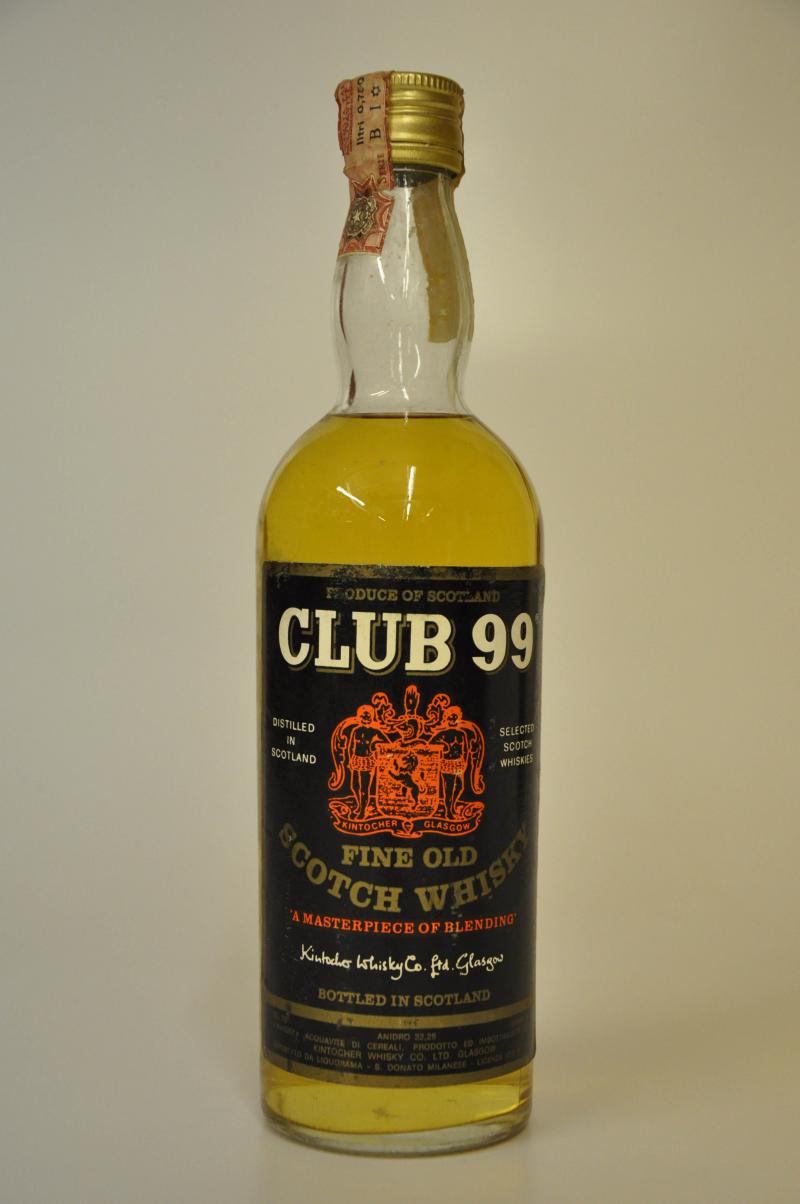 litri 0,750
SERIE B I
PRODUCE OF SCOTLAND
CLUB 99
DISTILLED
IN
SCOTLAND
SELECTED
SCOTCH
WHISKIES
KINTOCHER GLASGOW
FINE OLD
SCOTCH WHISKY
'A MASTERPIECE OF BLENDING'
Kintocher Whisky Co. Ltd. Glasgow
BOTTLED IN SCOTLAND
ANIDRO 32,25
ACQUAVITE DI CEREALI, PRODOTTO ED
KINTOCHER WHISKY CO. LTD. GLASGOW
DA LIQUORAMA - S. DONATO MILANESE -